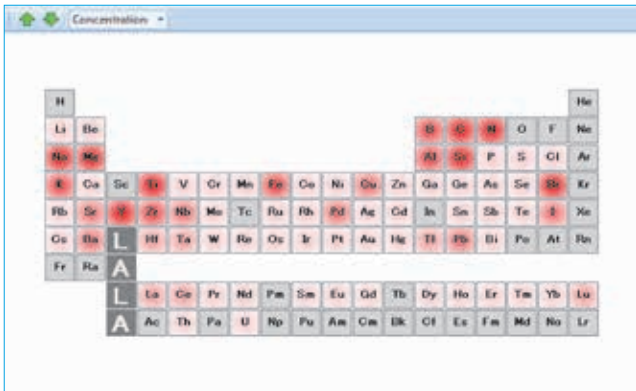 Concentration
H He
Li Be B C N O F Ne
Na Mg Al Si P S Cl Ar
K Ca Sc Ti V Cr Mn Fe Co Ni Cu Zn Ga Ge As Se Br Kr
Rb Sr Y Zr Nb Mo Tc Ru Rh Pd Ag Cd In Sn Sb Te I Xe
Cs Ba L Hf Ta W Re Os Ir Pt Au Hg Tl Pb Bi Po At Rn
Fr Ra A
L La Ce Pr Nd Pm Sm Eu Gd Tb Dy Ho Er Tm Yb Lu
A Ac Th Pa U Np Pu Am Cm Bk Cf Es Fm Md No Lr